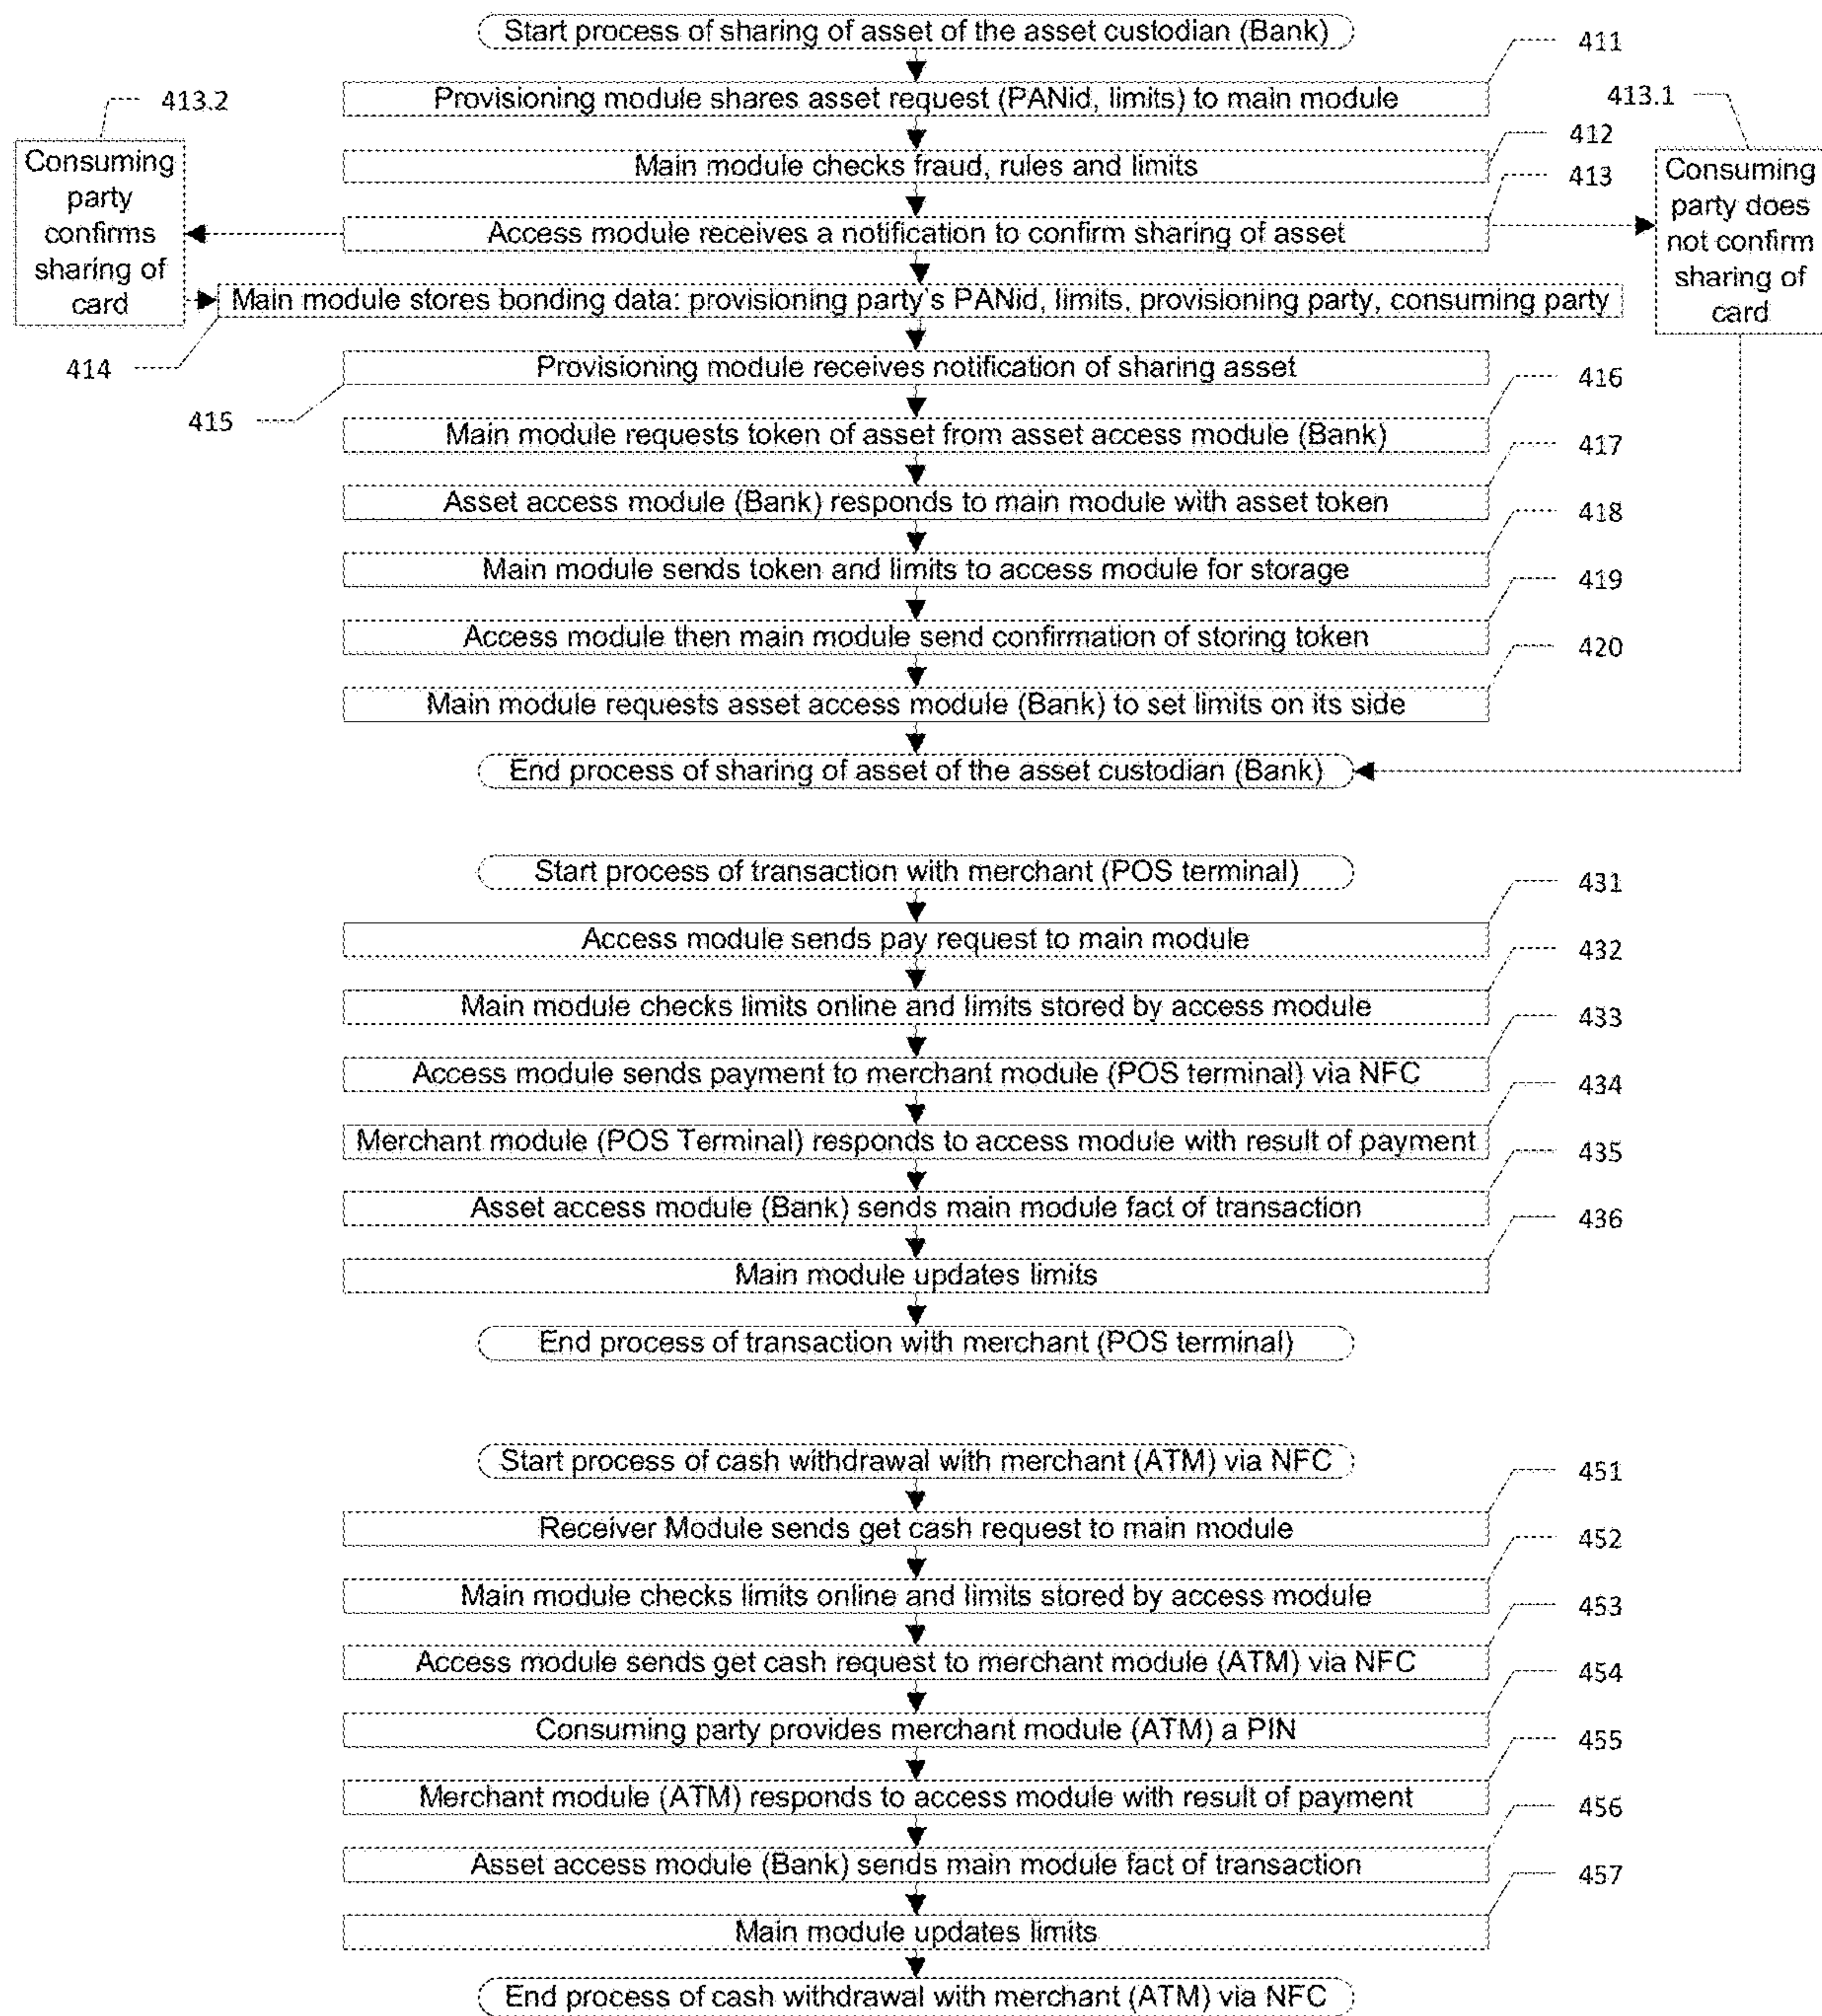 Start process of sharing of asset of the asset custodian (Bank)
411
Provisioning module shares asset request (PANid, limits) to main module
413.2
413.1
412
Main module checks fraud, rules and limits
Consuming
party
confirms
sharing of
card
413
Consuming
party does
not confirm
sharing of
card
Access module receives a notification to confirm sharing of asset
Main module stores bonding data: provisioning party's PANid, limits, provisioning party, consuming party
414
Provisioning module receives notification of sharing asset
415
416
Main module requests token of asset from asset access module (Bank)
417
Asset access module (Bank) responds to main module with asset token
418
Main module sends token and limits to access module for storage
419
Access module then main module send confirmation of storing token
420
Main module requests asset access module (Bank) to set limits on its side
End process of sharing of asset of the asset custodian (Bank)
Start process of transaction with merchant (POS terminal)
431
Access module sends pay request to main module
432
Main module checks limits online and limits stored by access module
433
Access module sends payment to merchant module (POS terminal) via NFC
434
Merchant module (POS Terminal) responds to access module with result of payment
435
Asset access module (Bank) sends main module fact of transaction
436
Main module updates limits
End process of transaction with merchant (POS terminal)
Start process of cash withdrawal with merchant (ATM) via NFC
451
Receiver Module sends get cash request to main module
452
Main module checks limits online and limits stored by access module
453
Access module sends get cash request to merchant module (ATM) via NFC
454
Consuming party provides merchant module (ATM) a PIN
455
Merchant module (ATM) responds to access module with result of payment
456
Asset access module (Bank) sends main module fact of transaction
457
Main module updates limits
End process of cash withdrawal with merchant (ATM) via NFC